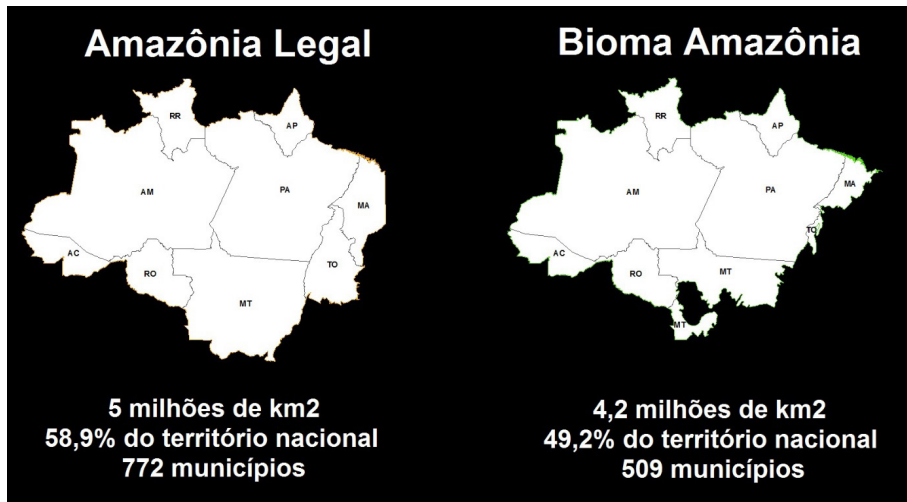 Amazônia Legal
RR
AP
AM
PA
MA
AC
RO
TO
MT
5 milhões de km2
58,9% do território nacional
772 municípios
Bioma Amazônia
RR
AP
AM
PA
MA
TO
AC
RO
MT
MT
4,2 milhões de km2
49,2% do território nacional
509 municípios